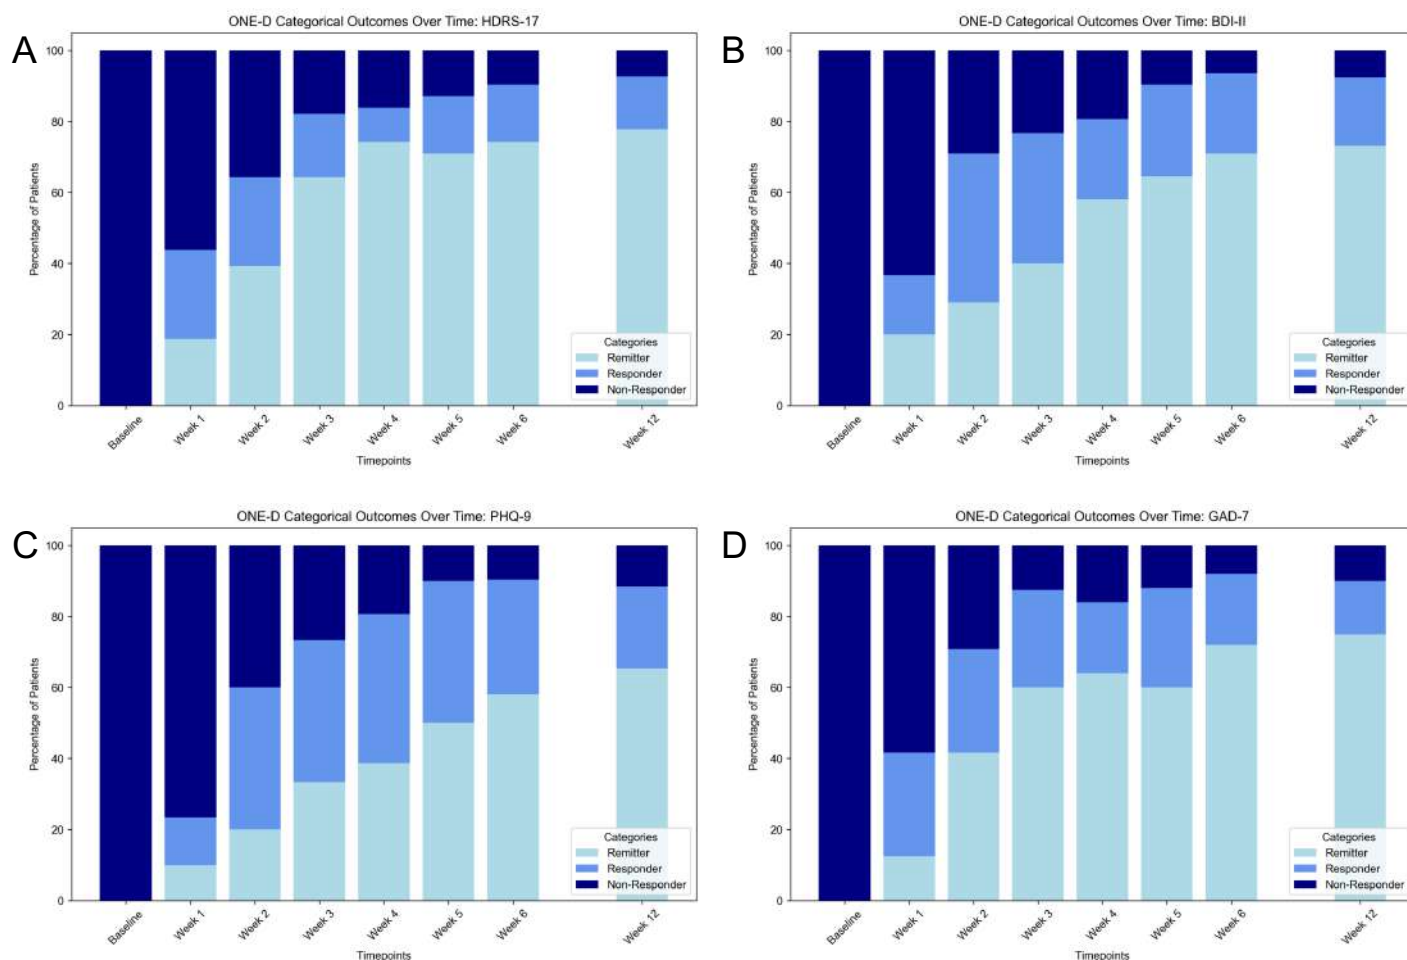 A
ONE-D Categorical Outcomes Over Time: HDRS-17
Percentage of Patients
100
80
60
40
20
0
Categories
Remitter
Responder
Non-Responder
Baseline
Week 1
Week 2
Week 3
Week 4
Week 5
Week 6
Week 12
Timepoints
B
ONE-D Categorical Outcomes Over Time: BDI-II
Percentage of Patients
100
80
60
40
20
0
Categories
Remitter
Responder
Non-Responder
Baseline
Week 1
Week 2
Week 3
Week 4
Week 5
Week 6
Week 12
Timepoints
C
ONE-D Categorical Outcomes Over Time: PHQ-9
Percentage of Patients
100
80
60
40
20
0
Categories
Remitter
Responder
Non-Responder
Baseline
Week 1
Week 2
Week 3
Week 4
Week 5
Week 6
Week 12
Timepoints
D
ONE-D Categorical Outcomes Over Time: GAD-7
Percentage of Patients
100
80
60
40
20
0
Categories
Remitter
Responder
Non-Responder
Baseline
Week 1
Week 2
Week 3
Week 4
Week 5
Week 6
Week 12
Timepoints